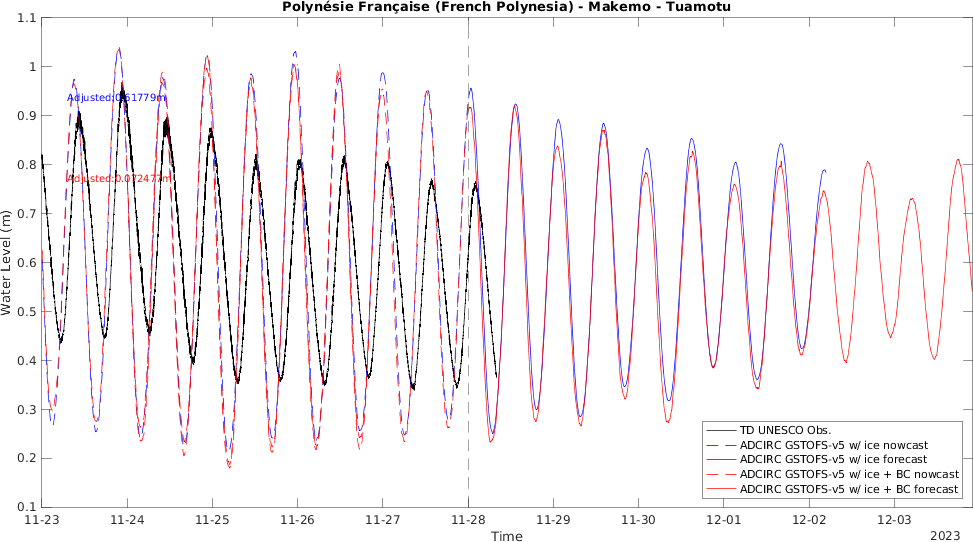 Polynésie Française (French Polynesia) - Makemo - Tuamotu
1.1
1
0.9
0.8
0.7
0.6
0.5
0.4
0.3
0.2
0.1
Water Level (m)
Adjusted:0.61779m
Adjusted:0.072477m
TD UNESCO Obs.
ADCIRC GSTOFS-v5 w/ ice nowcast
ADCIRC GSTOFS-v5 w/ ice forecast
ADCIRC GSTOFS-v5 w/ ice + BC nowcast
ADCIRC GSTOFS-v5 w/ ice + BC forecast
11-23 11-24 11-25 11-26 11-27 11-28 11-29 11-30 12-01 12-02 12-03
Time
2023